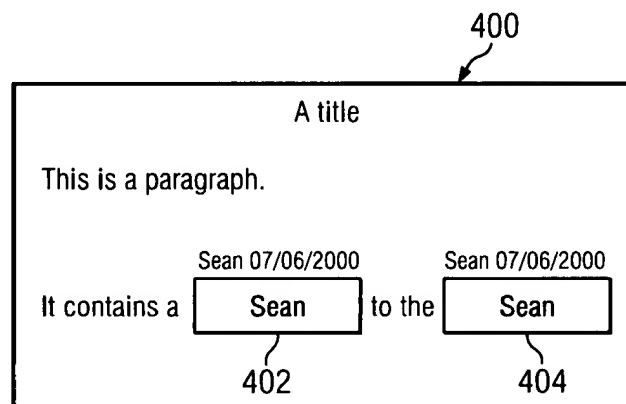 400
A title
This is a paragraph.
Sean 07/06/2000 Sean 07/06/2000
It contains a Sean to the Sean
402 404